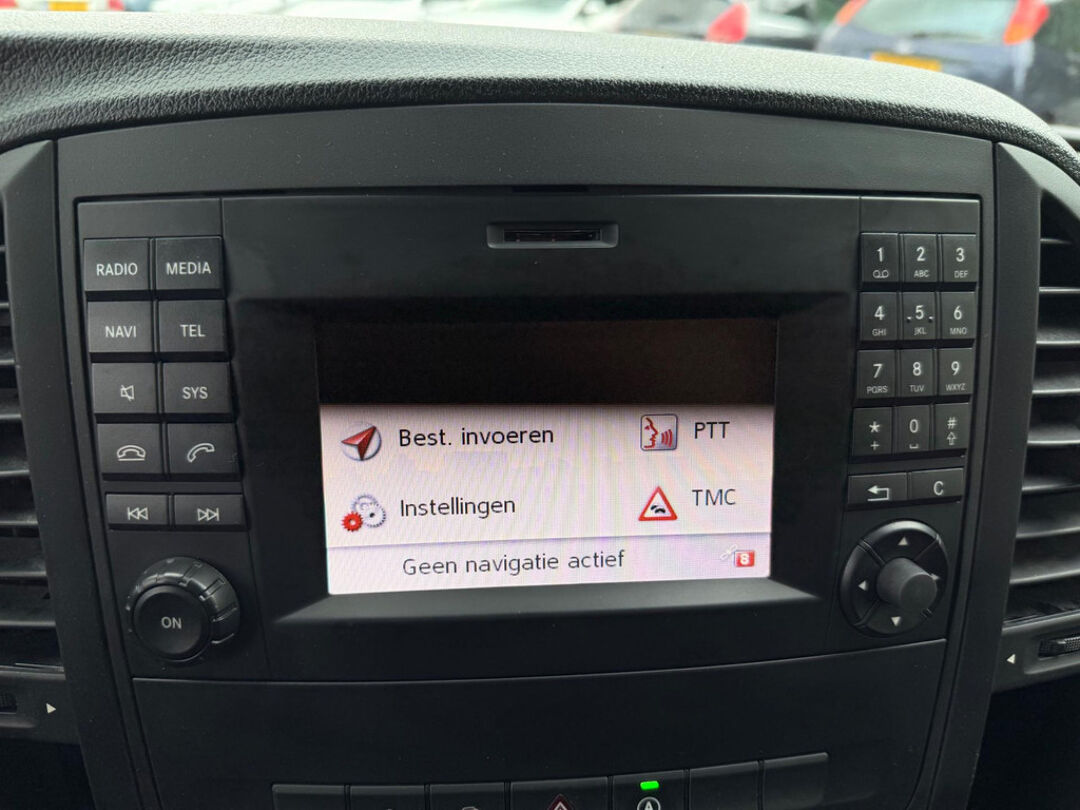 RADIO MEDIA
NAVI TEL
SYS
ON
Best. invoeren PTT
Instellingen TMC
Geen navigatie actief 8
1 2 ABC 3 DEF
4 GHI 5 JKL 6 MNO
7 PQRS 8 TUV 9 WXYZ
* + 0 #
C
A